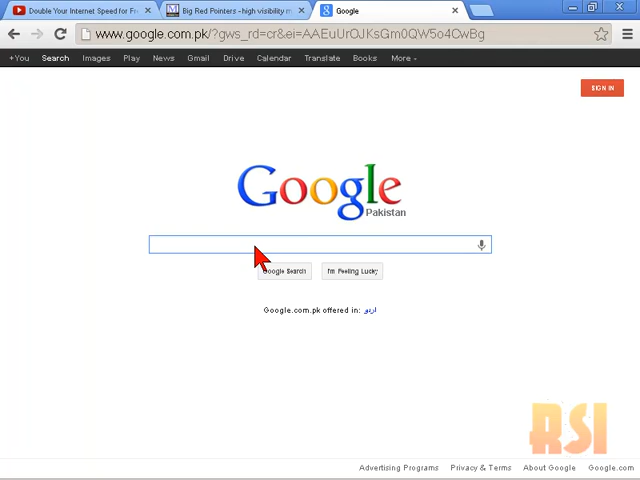 Double Your Internet Speed for Fre
Big Red Pointers - high visibility m
Google
www.google.com.pk/?gws_rd=cr&ei=AAEuUrOJKsGm0QW5o4CwBg
+You Search Images Play News Gmail Drive Calendar Translate Books More
SIGN IN
Google
Pakistan
Google Search I'm Feeling Lucky
Google.com.pk offered in: اردو
RSI
Advertising Programs Privacy & Terms About Google Google.com